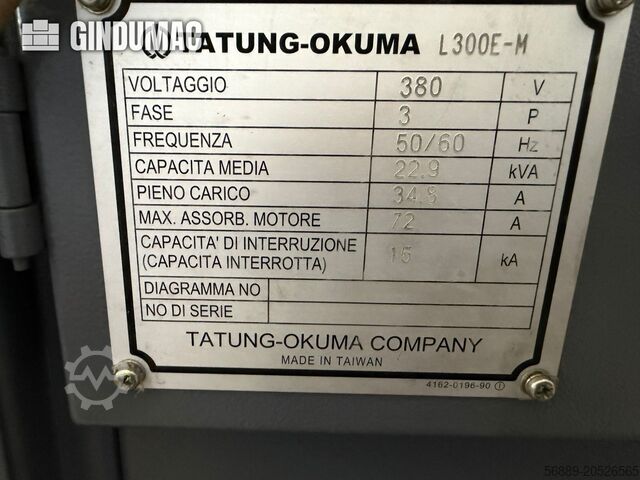 GINDUMAC
TATUNG-OKUMA L300E-M
VOLTAGGIO 380 V
FASE 3 P
FREQUENZA 50/60 Hz
CAPACITA MEDIA 22.9 kVA
PIENO CARICO 34.8 A
MAX. ASSORB. MOTORE 72 A
CAPACITA' DI INTERRUZIONE
(CAPACITA INTERROTTA) 15 kA
DIAGRAMMA NO
NO DI SERIE
TATUNG-OKUMA COMPANY
MADE IN TAIWAN
4162-0196-90 ①
56889-20526565